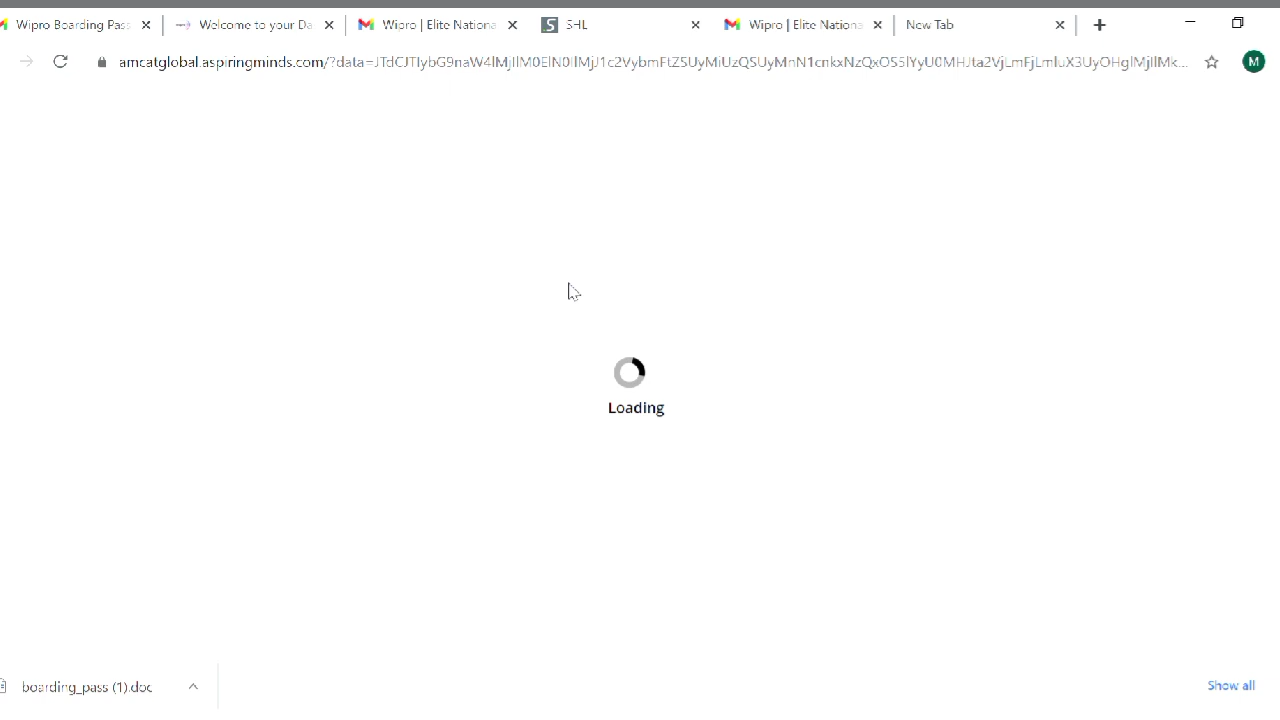 Wipro Boarding Pass
Welcome to your Da
Wipro | Elite Nationa
SHL
Wipro | Elite Nationa
New Tab
amcatglobal.aspiringminds.com/?data=
M
Loading
boarding_pass (1).doc
Show all